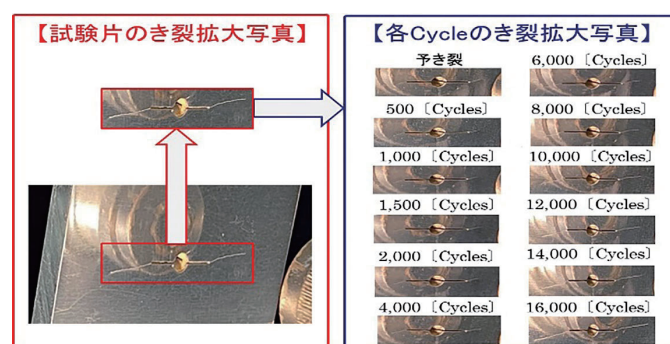 【試験片のき裂拡大写真】
【各Cycleのき裂拡大写真】
予き裂
500〔Cycles〕
1,000〔Cycles〕
1,500〔Cycles〕
2,000〔Cycles〕
4,000〔Cycles〕
6,000〔Cycles〕
8,000〔Cycles〕
10,000〔Cycles〕
12,000〔Cycles〕
14,000〔Cycles〕
16,000〔Cycles〕